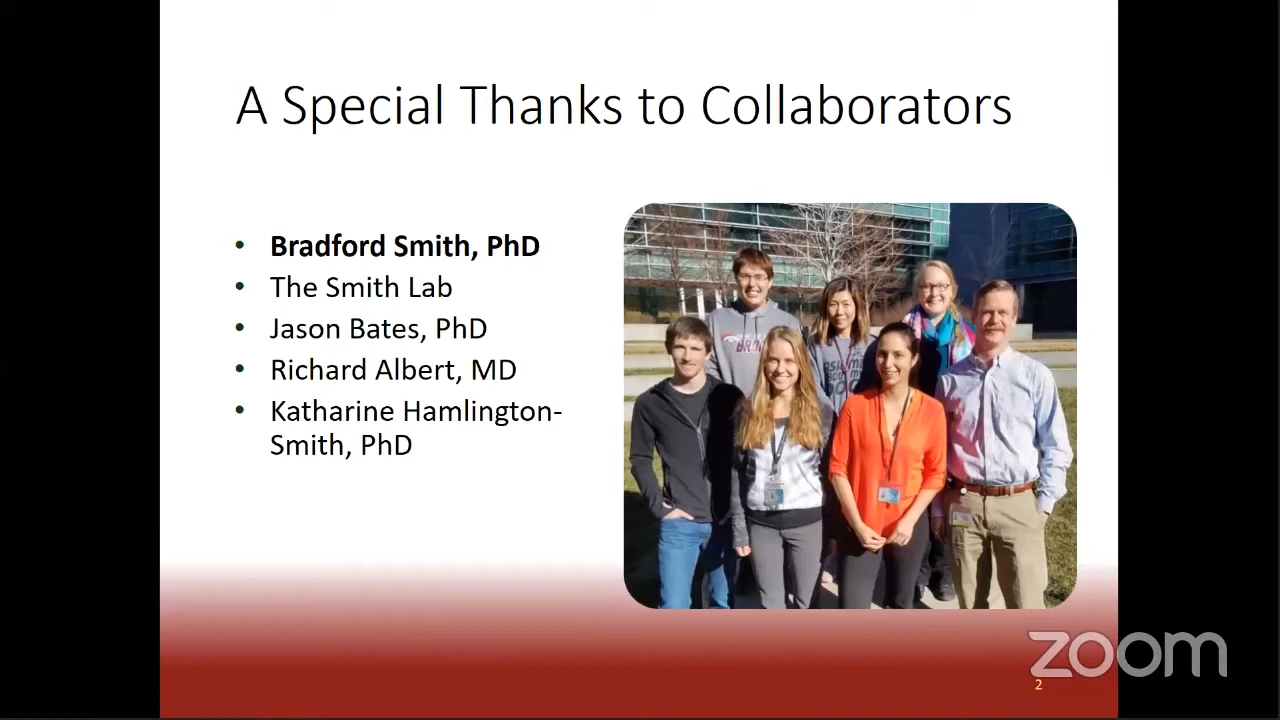 A Special Thanks to Collaborators
• Bradford Smith, PhD
• The Smith Lab
• Jason Bates, PhD
• Richard Albert, MD
• Katharine Hamlington-
Smith, PhD
zoom
2